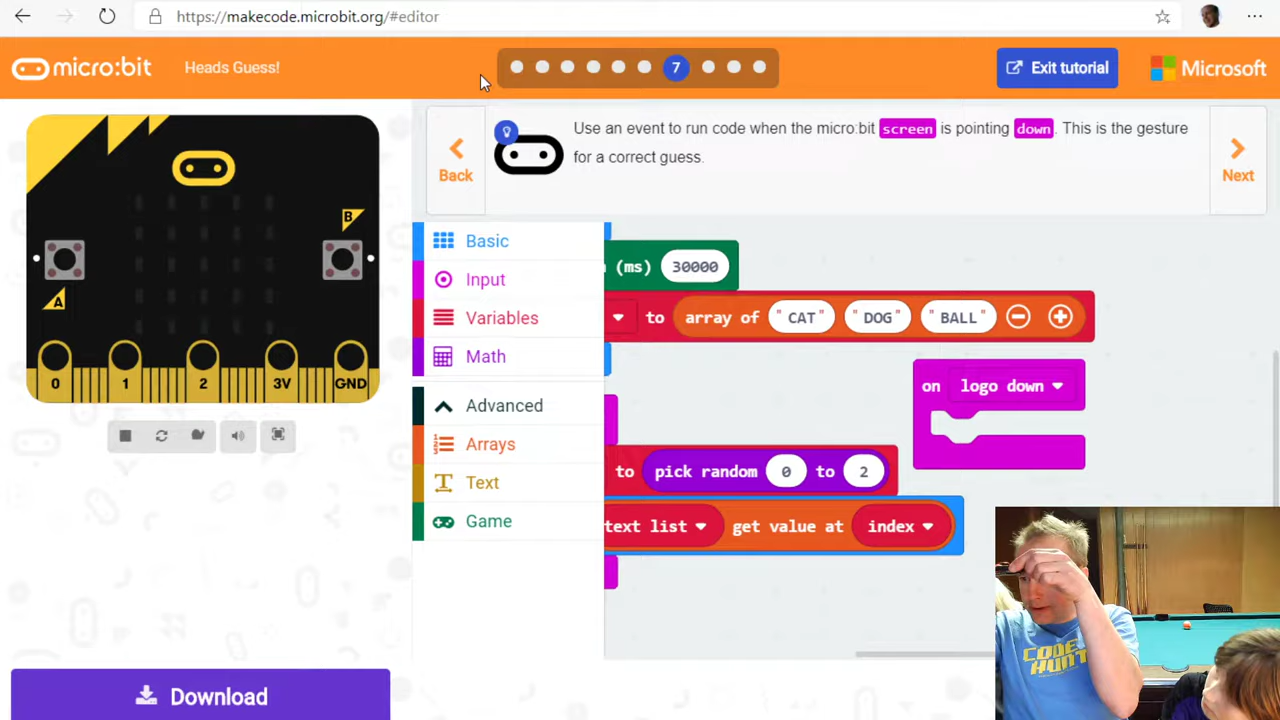 https://makecode.microbit.org/#editor
micro:bit
Heads Guess!
7
Exit tutorial
Microsoft
Back
Use an event to run code when the micro:bit screen is pointing down. This is the gesture
for a correct guess.
Next
B
A
0
1
2
3V
GND
Download
Basic
Input
Variables
Math
Advanced
Arrays
Text
Game
(ms) 30000
to array of "CAT" "DOG" "BALL"
on logo down
to pick random 0 to 2
text list get value at index
CODE
HUNT